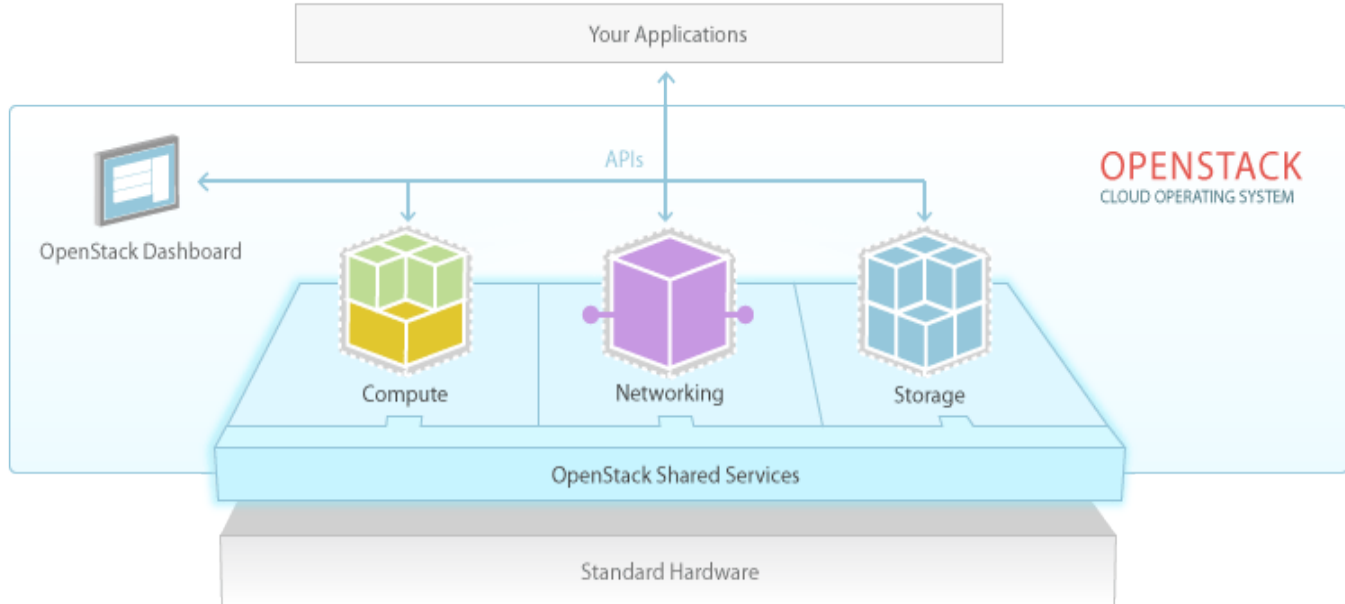 Your Applications
APIs
OPENSTACK
CLOUD OPERATING SYSTEM
OpenStack Dashboard
Compute
Networking
Storage
OpenStack Shared Services
Standard Hardware